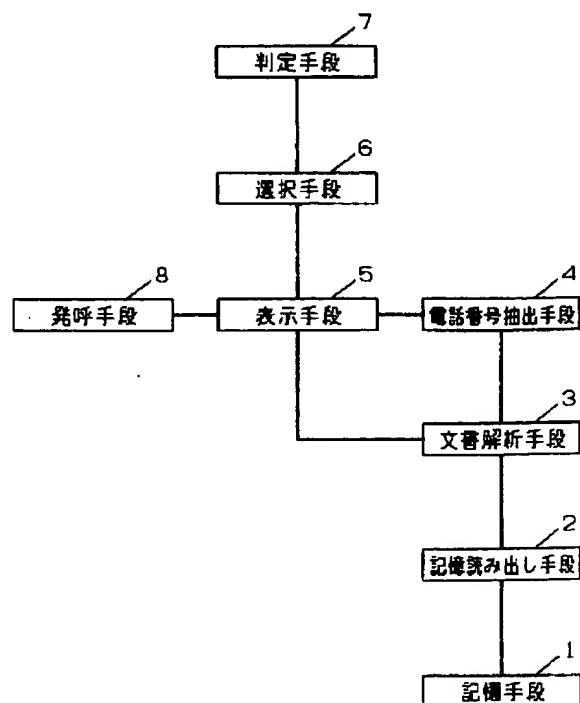 7
判定手段
6
選択手段
8
発呼手段
5
表示手段
4
電話番号抽出手段
3
文書解析手段
2
記憶読み出し手段
1
記憶手段